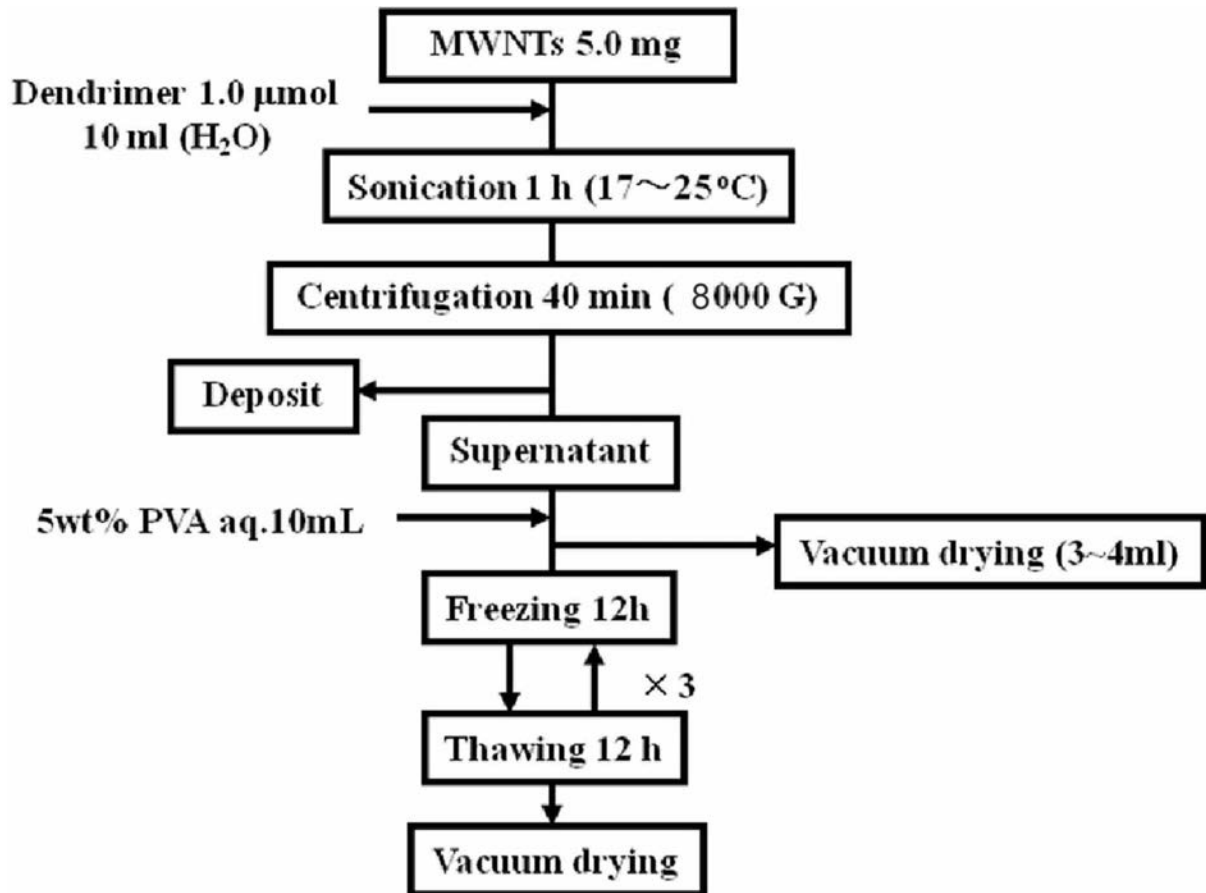 MWNTs 5.0 mg
Dendrimer 1.0 μmol
10 ml (H₂O)
Sonication 1 h (17～25°C)
Centrifugation 40 min ( 8000 G)
Deposit
Supernatant
5wt% PVA aq.10mL
Vacuum drying (3~4ml)
Freezing 12h
× 3
Thawing 12 h
Vacuum drying